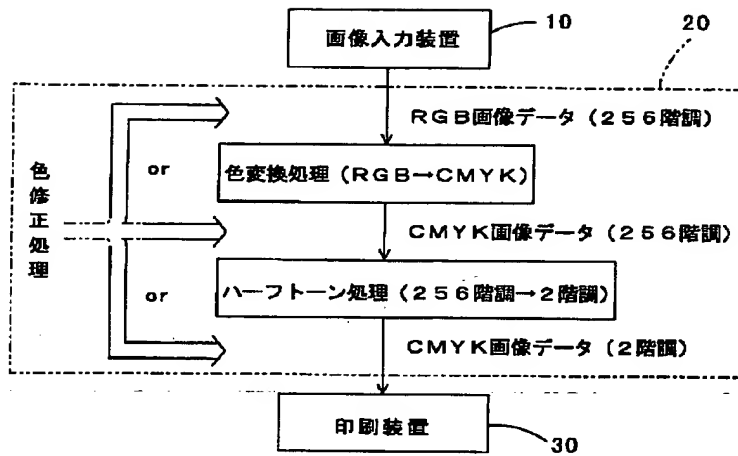 画像入力装置
10
20
RGB画像データ(256階調)
or
色変換処理(RGB→CMYK)
色修正処理
CMYK画像データ(256階調)
or
ハーフトーン処理(256階調→2階調)
CMYK画像データ(2階調)
印刷装置
30